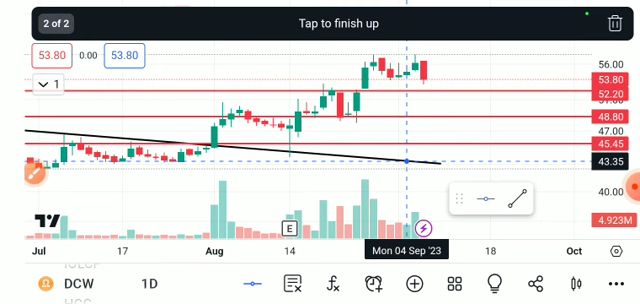 2 of 2
Tap to finish up
53.80
0.00
53.80
1
56.00
53.80
52.20
48.80
47.00
45.45
43.35
40.00
4.923M
E
Jul
17
Aug
14
Mon 04 Sep '23
18
Oct
DCW
1D